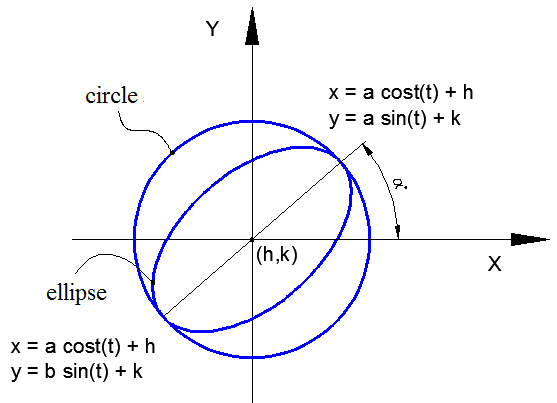 Y
circle
x = a cost(t) + h
y = a sin(t) + k
α
(h,k)
X
ellipse
x = a cost(t) + h
y = b sin(t) + k